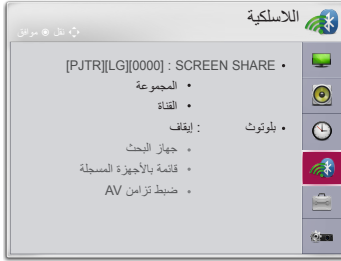 اللاسلكية
نقل ◉ موافق
• [PJTR][LG][0000] : SCREEN SHARE
• المجموعة
• القناة
• بلوتوث : إيقاف
• جهاز البحث
• قائمة بالأجهزة المسجلة
• ضبط تزامن AV